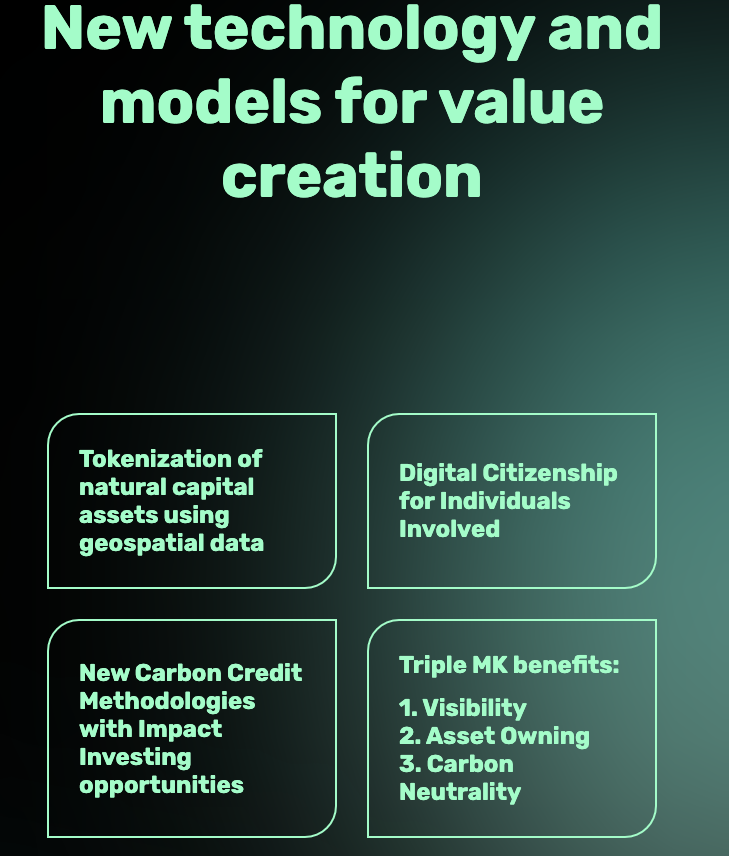 New technology and
models for value
creation
Tokenization of
natural capital
assets using
geospatial data
Digital Citizenship
for Individuals
Involved
New Carbon Credit
Methodologies
with Impact
Investing
opportunities
Triple MK benefits:
1. Visibility
2. Asset Owning
3. Carbon
Neutrality